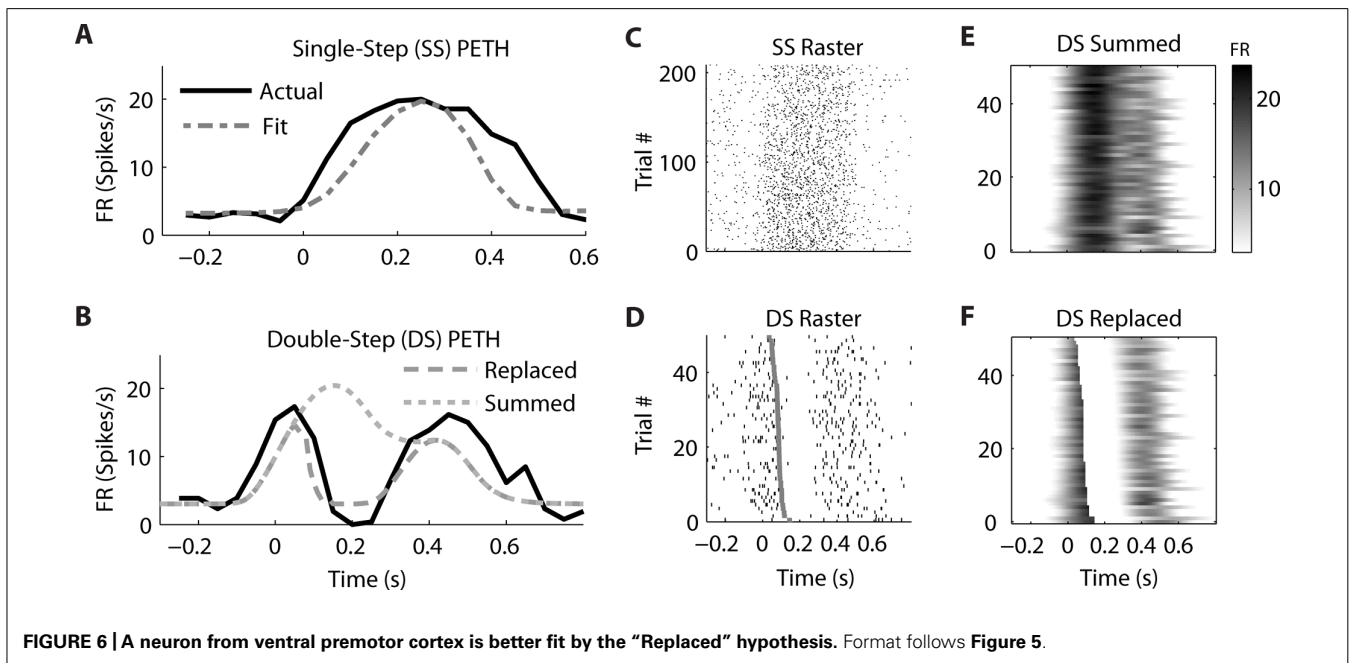 A
Single-Step (SS) PETH
FR (Spikes/s)
20
10
0
Actual
Fit
−0.2 0 0.2 0.4 0.6
B
Double-Step (DS) PETH
FR (Spikes/s)
20
10
0
Replaced
Summed
−0.2 0 0.2 0.4 0.6
Time (s)
C
SS Raster
Trial #
200
100
0
D
DS Raster
Trial #
40
20
0
−0.2 0 0.2 0.4 0.6
Time (s)
E
DS Summed
40
20
0
FR
20
10
F
DS Replaced
40
20
0
−0.2 0 0.2 0.4 0.6
Time (s)
FIGURE 6 | A neuron from ventral premotor cortex is better fit by the “Replaced” hypothesis. Format follows Figure 5.